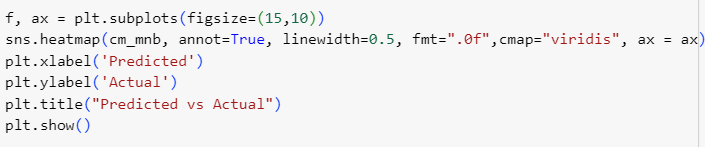 f, ax = plt.subplots(figsize=(15,10))
sns.heatmap(cm_mnb, annot=True, linewidth=0.5, fmt=".0f",cmap="viridis", ax = ax)
plt.xlabel('Predicted')
plt.ylabel('Actual')
plt.title("Predicted vs Actual")
plt.show()